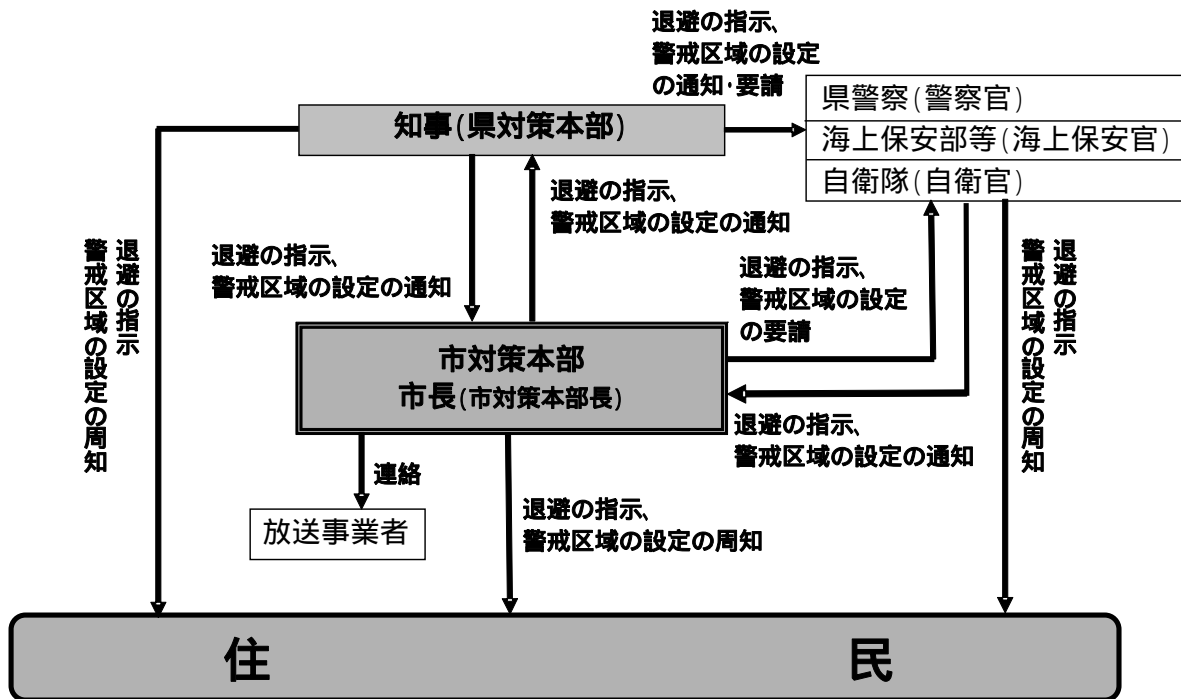 退避の指示、
警戒区域の設定
の通知・要請
県警察(警察官)
知事(県対策本部)
海上保安部等(海上保安官)
自衛隊(自衛官)
退避の指示、
警戒区域の設定の通知
退避の指示、
警戒区域の設定の通知
退避の指示
警戒区域の設定の周知
退避の指示、
警戒区域の設定
の要請
退避の指示
警戒区域の設定の周知
市対策本部
市長(市対策本部長)
退避の指示、
警戒区域の設定の通知
連絡
放送事業者
退避の指示、
警戒区域の設定の周知
住民